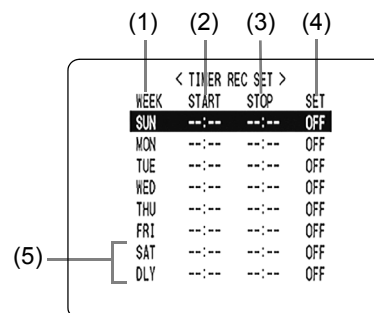 (1) (2) (3) (4)
< TIMER REC SET >
WEEK START STOP SET
SUN --:-- --:-- OFF
MON --:-- --:-- OFF
TUE --:-- --:-- OFF
WED --:-- --:-- OFF
THU --:-- --:-- OFF
FRI --:-- --:-- OFF
SAT --:-- --:-- OFF
(5)
DLY --:-- --:-- OFF